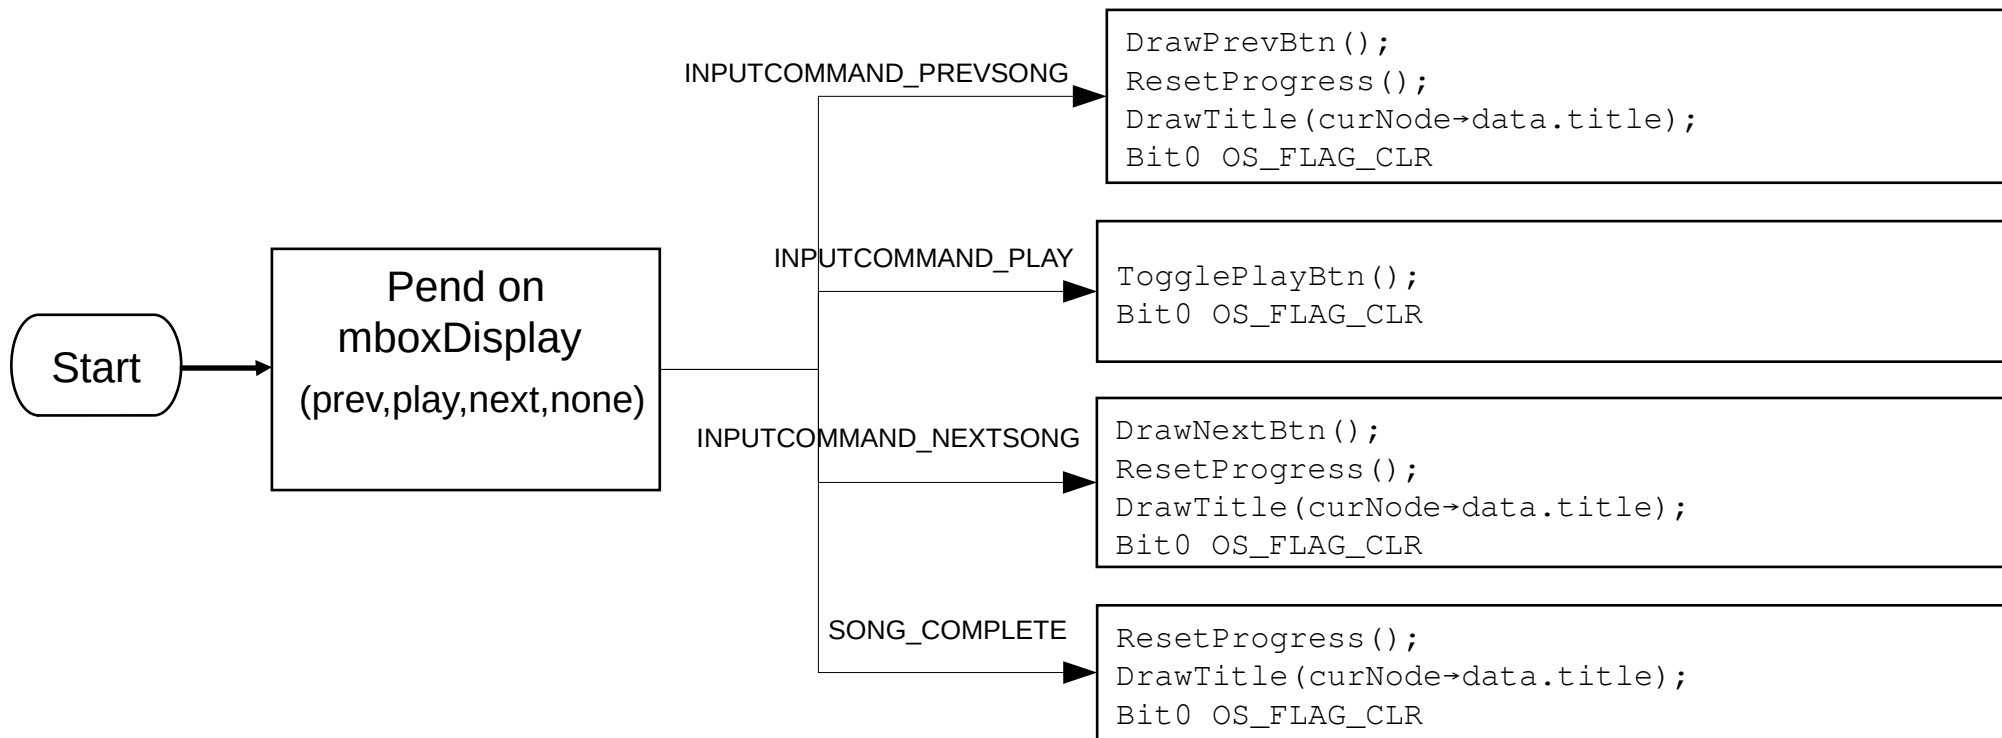 Start
Pend on
mboxDisplay
(prev,play,next,none)
INPUTCOMMAND_PREVSONG
DrawPrevBtn();
ResetProgress();
DrawTitle(curNode→data.title);
Bit0 OS_FLAG_CLR
INPUTCOMMAND_PLAY
TogglePlayBtn();
Bit0 OS_FLAG_CLR
INPUTCOMMAND_NEXTSONG
DrawNextBtn();
ResetProgress();
DrawTitle(curNode→data.title);
Bit0 OS_FLAG_CLR
SONG_COMPLETE
ResetProgress();
DrawTitle(curNode→data.title);
Bit0 OS_FLAG_CLR